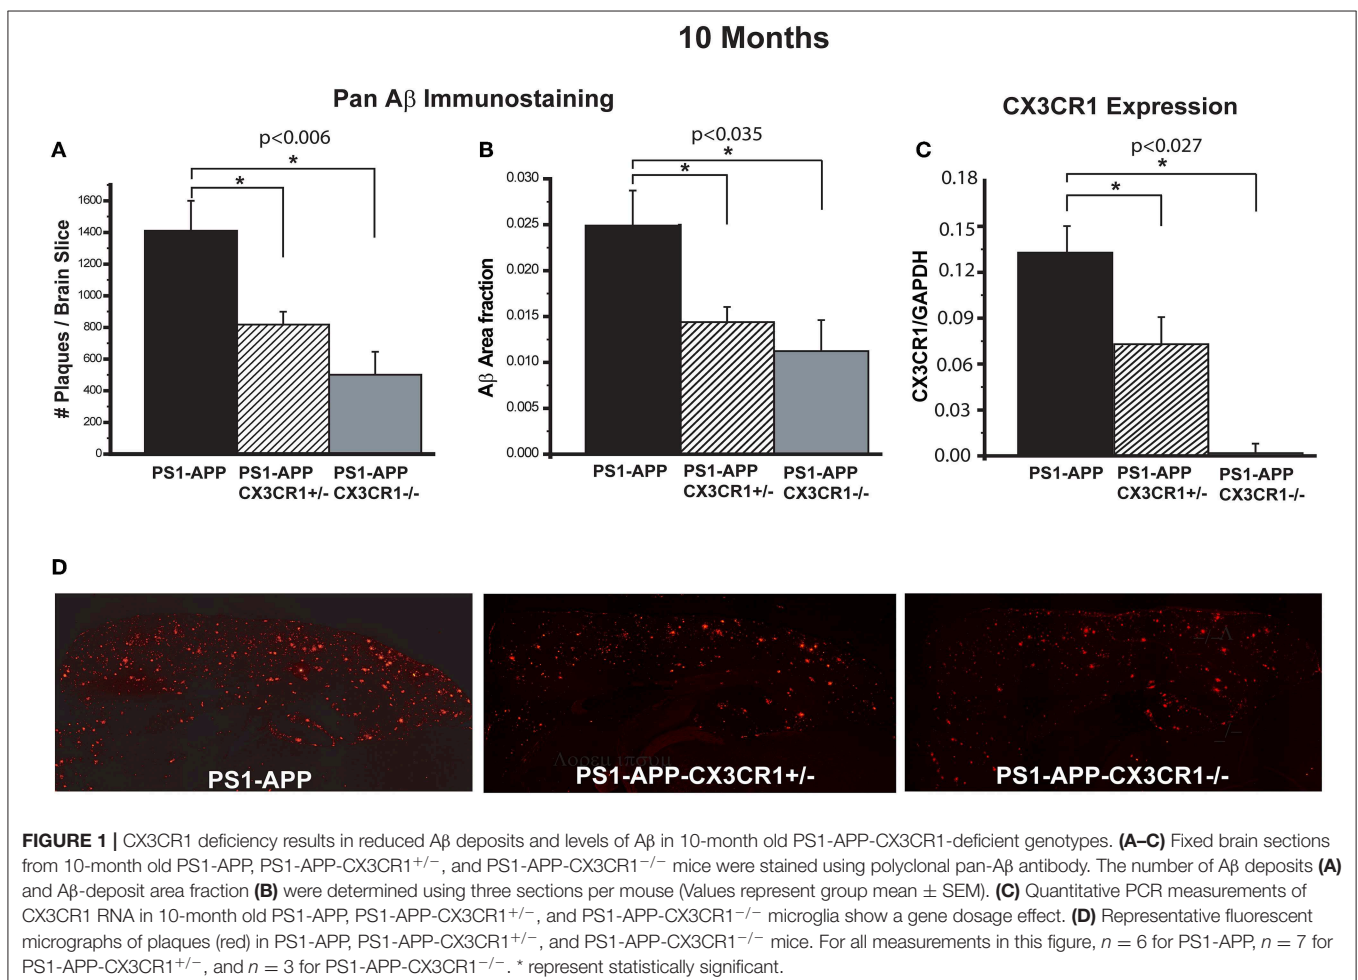 10 Months
Pan Aβ Immunostaining
CX3CR1 Expression
A
p<0.006
*
*
# Plaques / Brain Slice
1600
1400
1200
1000
800
600
400
200
0
PS1-APP
PS1-APP
CX3CR1+/-
PS1-APP
CX3CR1-/-
B
p<0.035
*
*
Aβ Area fraction
0.030
0.025
0.020
0.015
0.010
0.005
0.000
PS1-APP
PS1-APP
CX3CR1+/-
PS1-APP
CX3CR1-/-
C
p<0.027
*
*
CX3CR1/GAPDH
0.18
0.15
0.12
0.09
0.06
0.03
0.00
PS1-APP
PS1-APP
CX3CR1+/-
PS1-APP
CX3CR1-/-
D
PS1-APP
Λορεμ ιπσυμ
PS1-APP-CX3CR1+/-
_/-
PS1-APP-CX3CR1-/-
FIGURE 1 | CX3CR1 deficiency results in reduced Aβ deposits and levels of Aβ in 10-month old PS1-APP-CX3CR1-deficient genotypes. (A–C) Fixed brain sections
from 10-month old PS1-APP, PS1-APP-CX3CR1+/−, and PS1-APP-CX3CR1−/− mice were stained using polyclonal pan-Aβ antibody. The number of Aβ deposits (A)
and Aβ-deposit area fraction (B) were determined using three sections per mouse (Values represent group mean ± SEM). (C) Quantitative PCR measurements of
CX3CR1 RNA in 10-month old PS1-APP, PS1-APP-CX3CR1+/−, and PS1-APP-CX3CR1−/− microglia show a gene dosage effect. (D) Representative fluorescent
micrographs of plaques (red) in PS1-APP, PS1-APP-CX3CR1+/−, and PS1-APP-CX3CR1−/− mice. For all measurements in this figure, n = 6 for PS1-APP, n = 7 for
PS1-APP-CX3CR1+/−, and n = 3 for PS1-APP-CX3CR1−/−. * represent statistically significant.